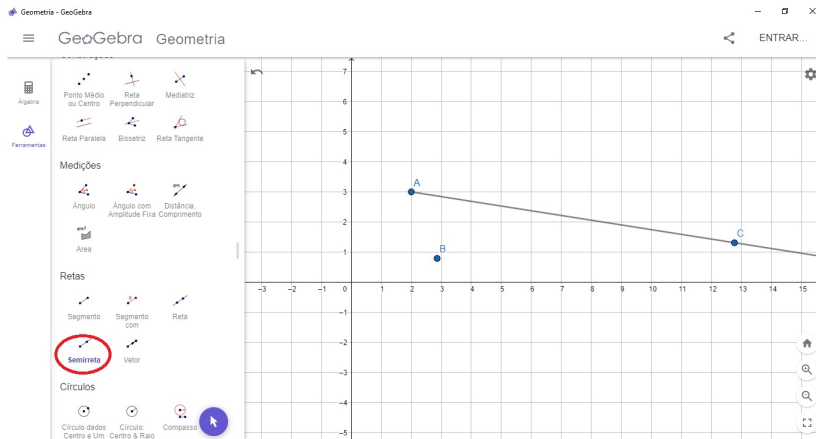 Geometria - GeoGebra
GeoGebra Geometria
ENTRAR...
Álgebra
Ferramentas
Ponto Médio
ou Centro
Reta
Perpendicular
Mediatriz
Reta Paralela
Bissetriz
Reta Tangente
Medições
Ângulo
Ângulo com
Amplitude Fixa
Distância,
Comprimento
Área
Retas
Segmento
Segmento
com
Reta
Semirreta
Vetor
Círculos
Círculo dados
Centro e Um
Círculo:
Centro & Raio
Compasso
7
6
5
4
3
2
1
–3 –2 –1 0 1 2 3 4 5 6 7 8 9 10 11 12 13 14 15
–1
–2
–3
–4
–5
A
B
C